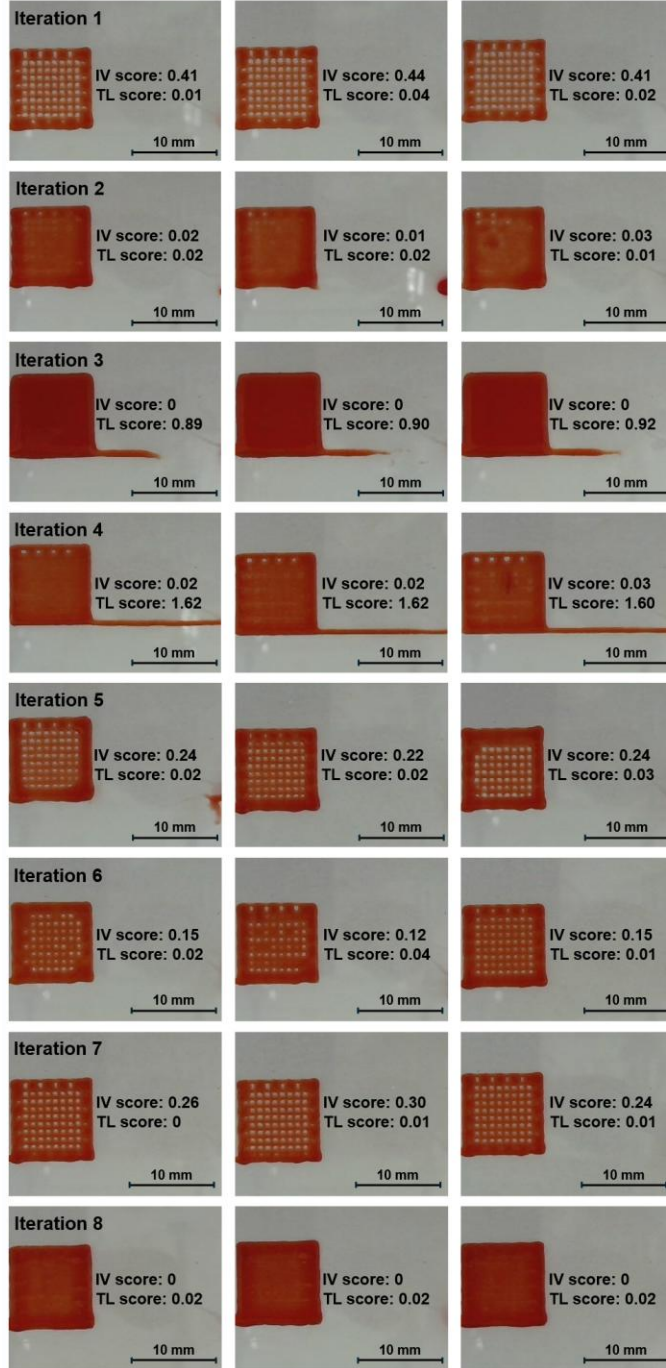 Iteration 1
IV score: 0.41
TL score: 0.01
10 mm
IV score: 0.44
TL score: 0.04
10 mm
IV score: 0.41
TL score: 0.02
10 mm
Iteration 2
IV score: 0.02
TL score: 0.02
10 mm
IV score: 0.01
TL score: 0.02
10 mm
IV score: 0.03
TL score: 0.01
10 mm
Iteration 3
IV score: 0
TL score: 0.89
10 mm
IV score: 0
TL score: 0.90
10 mm
IV score: 0
TL score: 0.92
10 mm
Iteration 4
IV score: 0.02
TL score: 1.62
10 mm
IV score: 0.02
TL score: 1.62
10 mm
IV score: 0.03
TL score: 1.60
10 mm
Iteration 5
IV score: 0.24
TL score: 0.02
10 mm
IV score: 0.22
TL score: 0.02
10 mm
IV score: 0.24
TL score: 0.03
10 mm
Iteration 6
IV score: 0.15
TL score: 0.02
10 mm
IV score: 0.12
TL score: 0.04
10 mm
IV score: 0.15
TL score: 0.01
10 mm
Iteration 7
IV score: 0.26
TL score: 0
10 mm
IV score: 0.30
TL score: 0.01
10 mm
IV score: 0.24
TL score: 0.01
10 mm
Iteration 8
IV score: 0
TL score: 0.02
10 mm
IV score: 0
TL score: 0.02
10 mm
IV score: 0
TL score: 0.02
10 mm